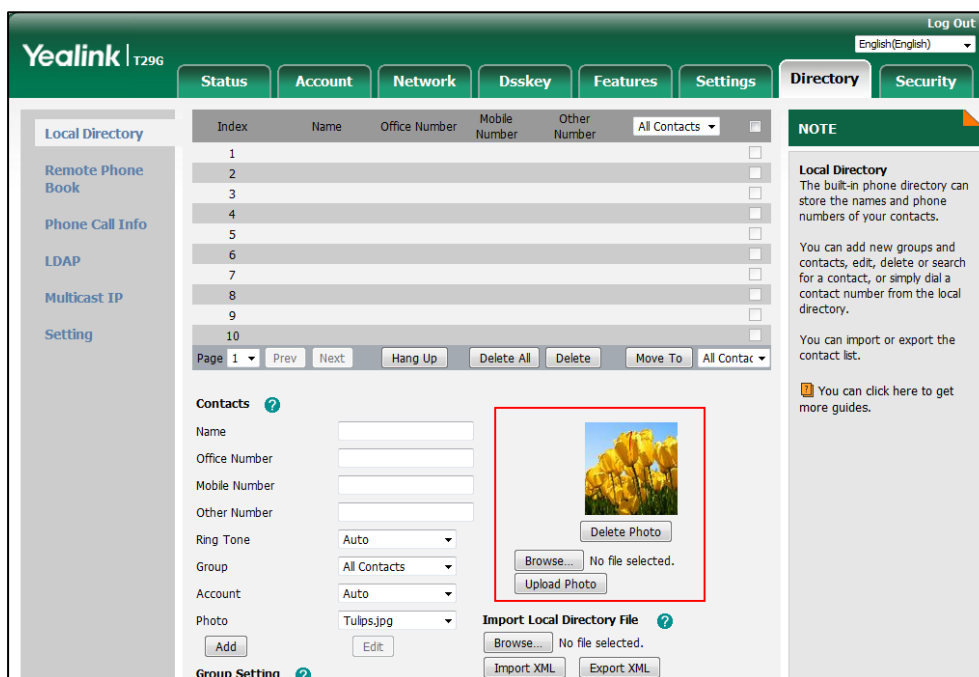 Log Out
Yealink | T29G
English(English)
Status Account Network Dsskey Features Settings Directory Security
Local Directory
Remote Phone Book
Phone Call Info
LDAP
Multicast IP
Setting
Index Name Office Number Mobile Number Other Number All Contacts
1
2
3
4
5
6
7
8
9
10
Page 1 Prev Next Hang Up Delete All Delete Move To All Contac
Contacts ?
Name
Office Number
Mobile Number
Other Number
Ring Tone Auto
Group All Contacts
Account Auto
Photo Tulips.jpg
Add Edit
Group Setting ?
Delete Photo
Browse... No file selected.
Upload Photo
Import Local Directory File ?
Browse... No file selected.
Import XML Export XML
NOTE
Local Directory
The built-in phone directory can
store the names and phone
numbers of your contacts.
You can add new groups and
contacts, edit, delete or search
for a contact, or simply dial a
contact number from the local
directory.
You can import or export the
contact list.
? You can click here to get
more guides.